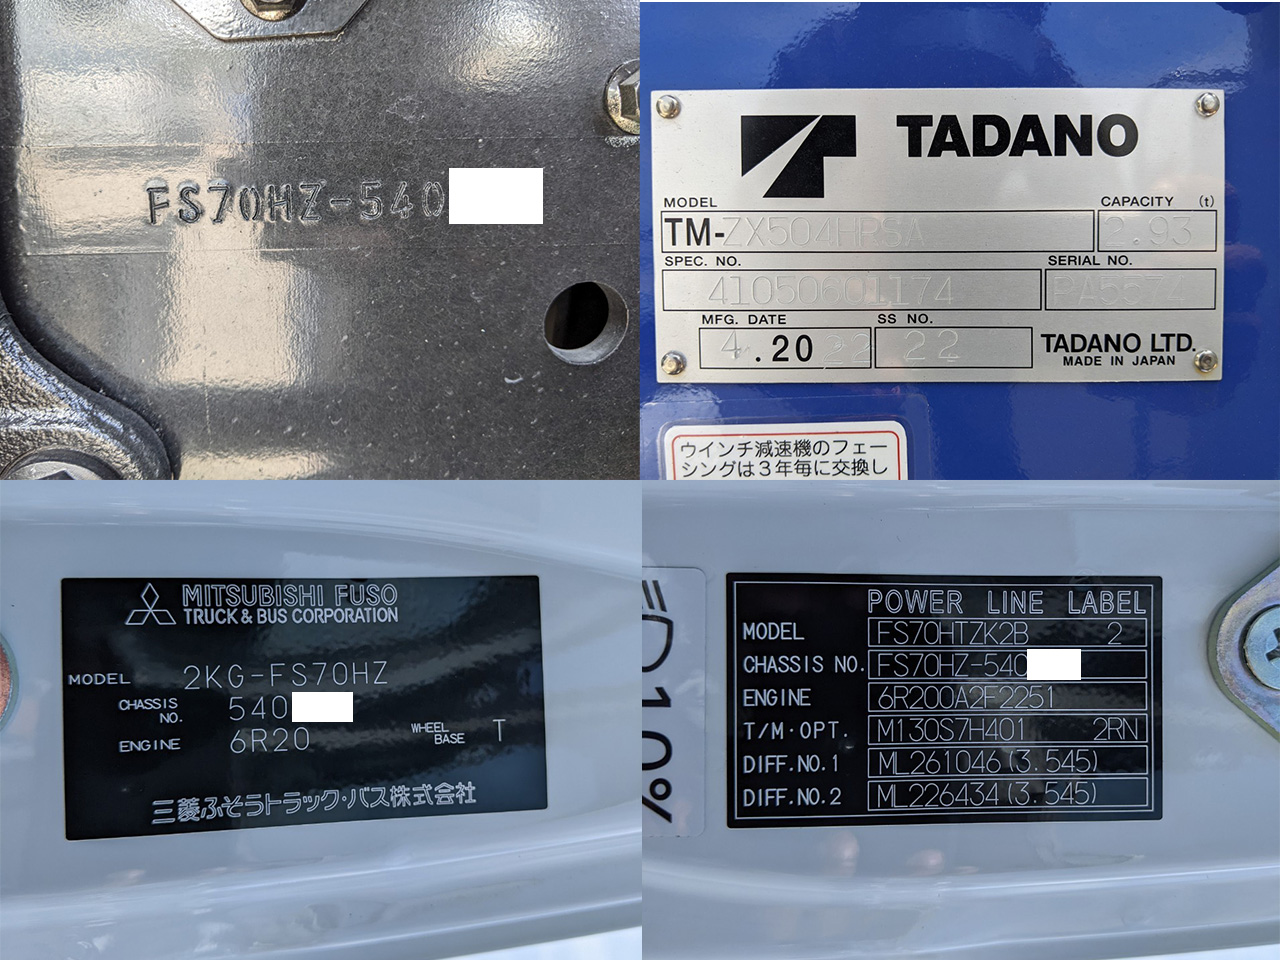 FS70HZ-540
TADANO
MODEL
CAPACITY (t)
TM-ZX504HRSA
2.93
SPEC. NO.
SERIAL NO.
41050601174
MFG. DATE
SS NO.
4.2022
22
TADANO LTD.
MADE IN JAPAN
ウインチ減速機のフェー
シングは3年毎に交換し
MITSUBISHI FUSO
TRUCK & BUS CORPORATION
MODEL 2KG-FS70HZ
CHASSIS NO. 540
ENGINE 6R20
WHEEL BASE T
三菱ふそうトラック・バス株式会社
D10%
POWER LINE LABEL
MODEL FS70HTZK2B 2
CHASSIS NO. FS70HZ-540
ENGINE 6R200A2F2251
T/M・OPT. M130S7H401 2RN
DIFF.NO.1 ML261046(3.545)
DIFF.NO.2 ML226434(3.545)